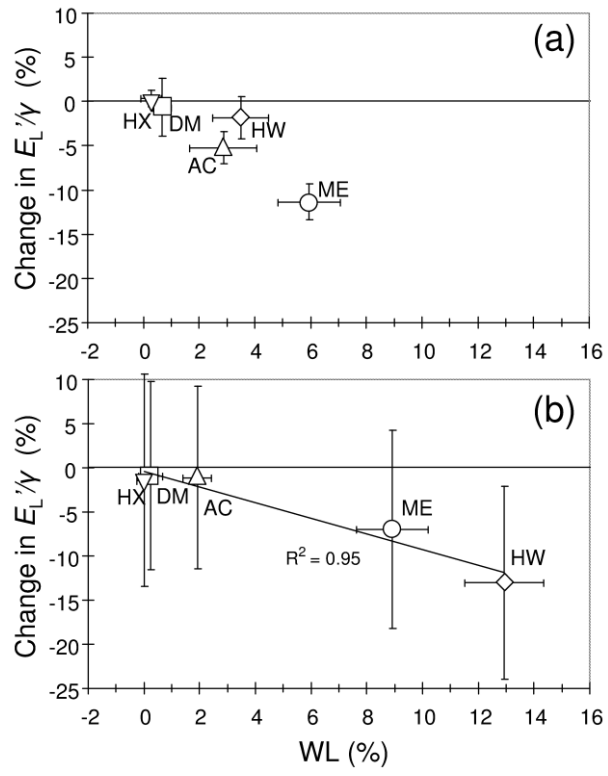 10
5
0
-5
-10
-15
-20
-25
Change in E_L'/γ (%)
(a)
HX
DM
HW
AC
ME
-2 0 2 4 6 8 10 12 14 16
10
5
0
-5
-10
-15
-20
-25
Change in E_L'/γ (%)
(b)
HX
DM
AC
ME
HW
R² = 0.95
-2 0 2 4 6 8 10 12 14 16
WL (%)